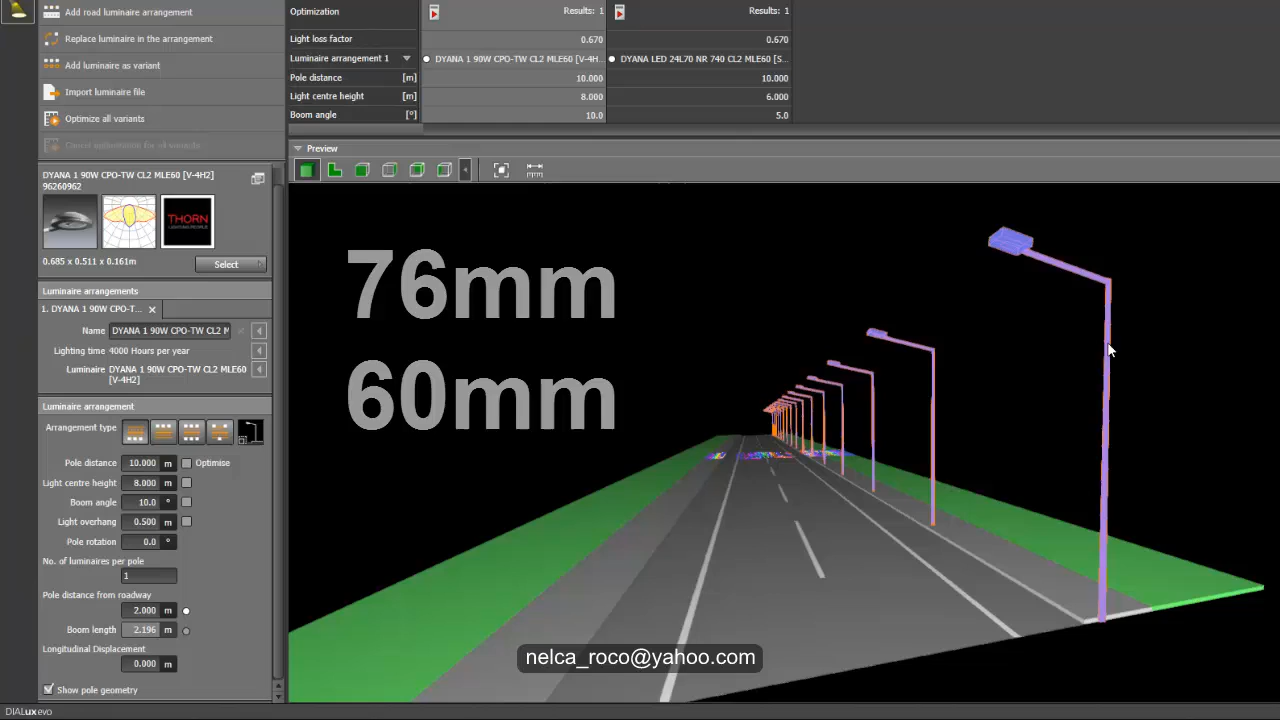 Add road luminaire arrangement
Replace luminaire in the arrangement
Add luminaire as variant
Import luminaire file
Optimize all variants
Optimization
Results: 1
Results: 1
Light loss factor
0.670
0.670
Luminaire arrangement 1
DYANA 1 90W CPO-TW CL2 MLE60 [V-4H...
DYANA LED 24L70 NR 740 CL2 MLE60 [S...
Pole distance [m]
10.000
10.000
Light centre height [m]
8.000
6.000
Boom angle [°]
10.0
5.0
Preview
DYANA 1 90W CPO-TW CL2 MLE60 [V-4H2]
96260962
THORN
LIGHTING PEOPLE
0.685 x 0.511 x 0.161m
Select
Luminaire arrangements
1. DYANA 1 90W CPO-T...
Name DYANA 1 90W CPO-TW CL2 M
Lighting time 4000 Hours per year
Luminaire DYANA 1 90W CPO-TW CL2 MLE60
[V-4H2]
Luminaire arrangement
Arrangement type
Pole distance 10.000 m Optimise
Light centre height 8.000 m
Boom angle 10.0 °
Light overhang 0.500 m
Pole rotation 0.0 °
No. of luminaires per pole
1
Pole distance from roadway
2.000 m
Boom length 2.196 m
Longitudinal Displacement
0.000 m
Show pole geometry
76mm
60mm
nelca_roco@yahoo.com
DIALux evo